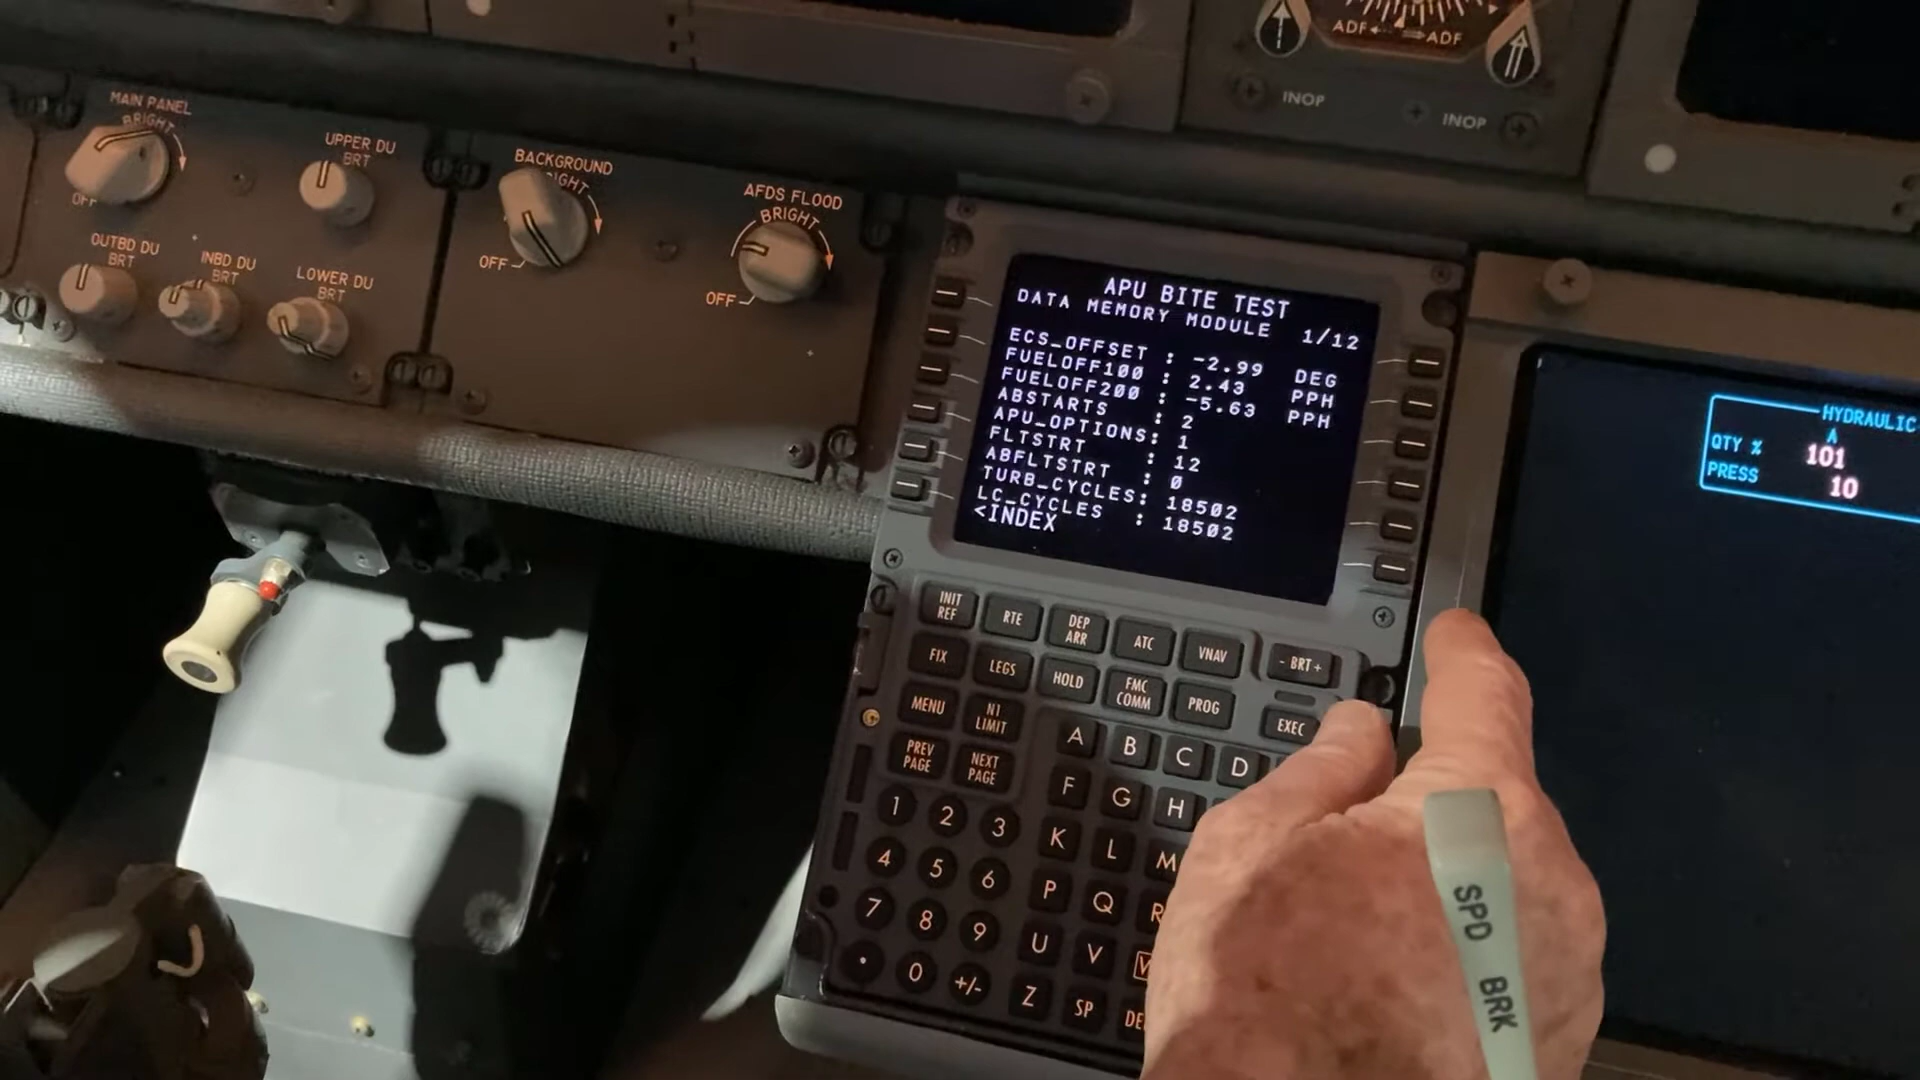 ADF ADF
INOP
INOP
MAIN PANEL
BRIGHT
OFF
UPPER DU
BRT
BACKGROUND
OFF
AFDS FLOOD
BRIGHT
OFF
OUTBD DU
BRT
INBD DU
BRT
LOWER DU
BRT
APU BITE TEST
DATA MEMORY MODULE 1/12
ECS_OFFSET : -2.99 DEG
FUELOFF100 : 2.43 PPH
FUELOFF200 : -5.63 PPH
ABSTARTS : 2
APU_OPTIONS: 1
FLTSTRT : 12
ABFLTSTRT : 0
TURB_CYCLES: 18502
LC_CYCLES : 18502
<INDEX
HYDRAULIC
A
QTY % 101
PRESS 10
INIT REF
RTE
DEP ARR
ATC
VNAV
- BRT +
FIX
LEGS
HOLD
FMC COMM
PROG
EXEC
MENU
N1 LIMIT
PREV PAGE
NEXT PAGE
A B C D
F G H
K L M
P Q R
U V W
Z SP
1 2 3
4 5 6
7 8 9
. 0 +/-
SPD BRK